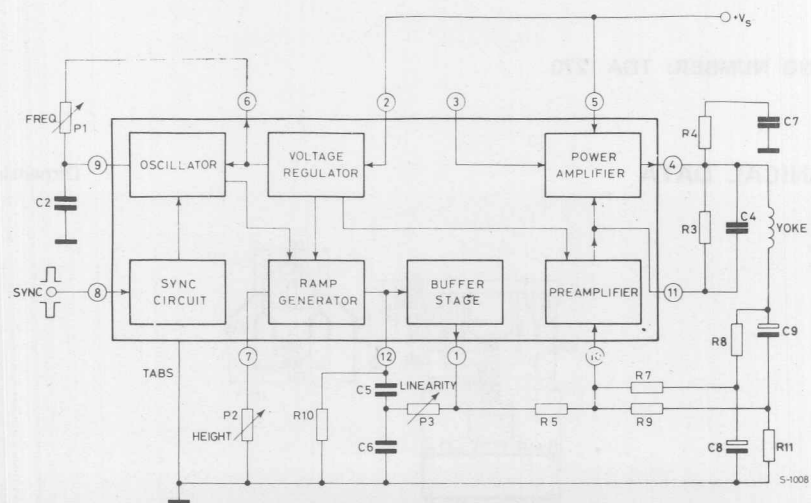 +Vs
6
2
3
5
FREQ.
P1
R4
C7
9
OSCILLATOR
VOLTAGE
REGULATOR
POWER
AMPLIFIER
4
C2
R3
C4
YOKE
SYNC
8
SYNC
CIRCUIT
RAMP
GENERATOR
BUFFER
STAGE
PREAMPLIFIER
11
TABS
7
12
1
10
R8
C9
C5
LINEARITY
R7
P2
HEIGHT
R10
P3
R5
R9
C6
C8
R11
S-1008